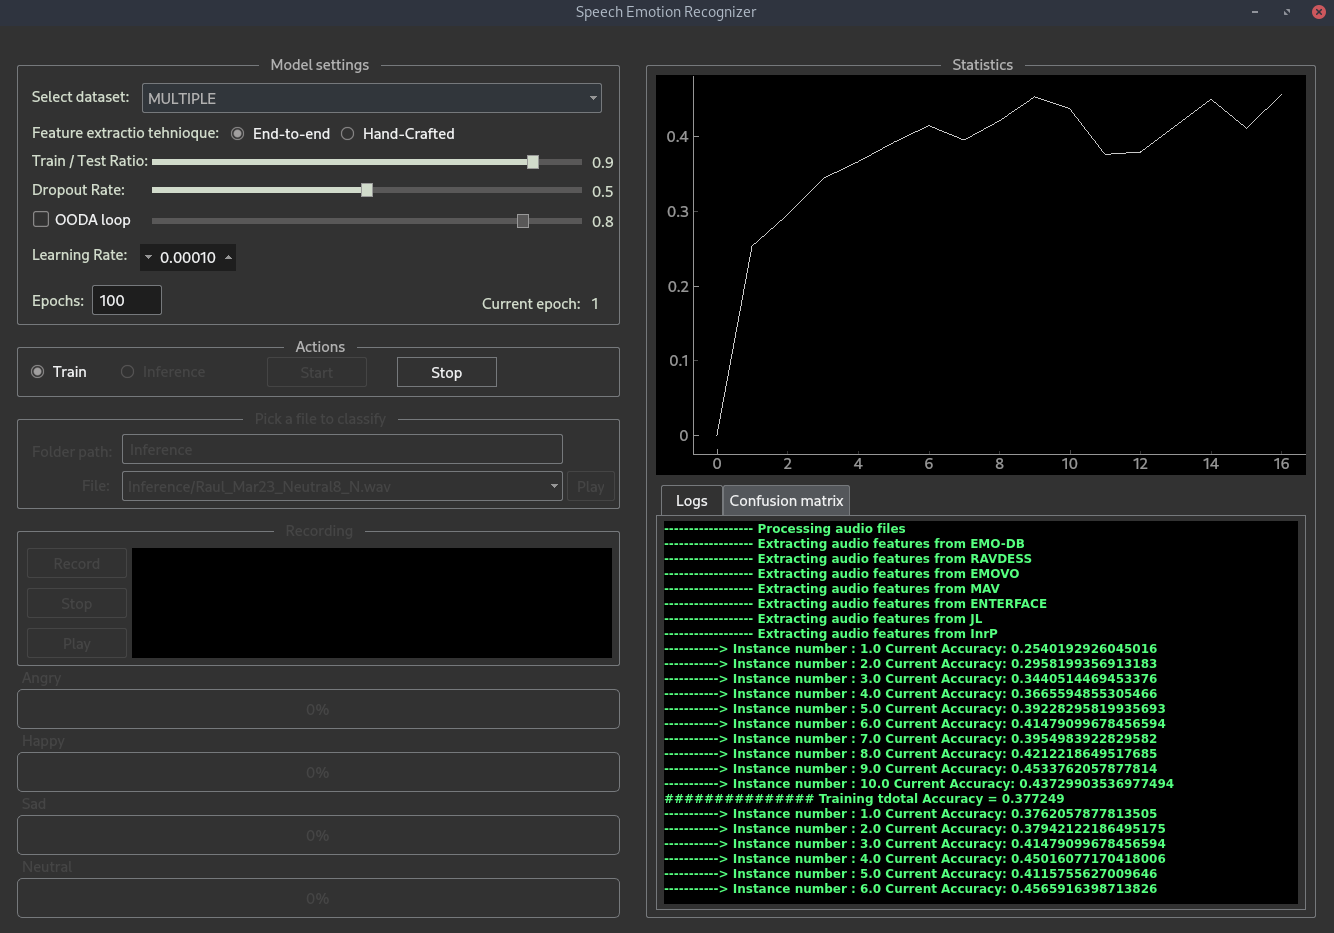 Speech Emotion Recognizer
Model settings
Select dataset: MULTIPLE
Feature extractio tehnioque: End-to-end Hand-Crafted
Train / Test Ratio: 0.9
Dropout Rate: 0.5
OODA loop 0.8
Learning Rate: 0.00010
Epochs: 100 Current epoch: 1
Actions
Train Inference Start Stop
Pick a file to classify
Folder path: Inference
File: Inference/Raul_Mar23_Neutral8_N.wav Play
Recording
Record
Stop
Play
Angry
0%
Happy
0%
Sad
0%
Neutral
0%
Statistics
0.4
0.3
0.2
0.1
0
0 2 4 6 8 10 12 14 16
Logs Confusion matrix
------------------ Processing audio files
------------------ Extracting audio features from EMO-DB
------------------ Extracting audio features from RAVDESS
------------------ Extracting audio features from EMOVO
------------------ Extracting audio features from MAV
------------------ Extracting audio features from ENTERFACE
------------------ Extracting audio features from JL
------------------ Extracting audio features from InrP
-----------> Instance number : 1.0 Current Accuracy: 0.2540192926045016
-----------> Instance number : 2.0 Current Accuracy: 0.2958199356913183
-----------> Instance number : 3.0 Current Accuracy: 0.3440514469453376
-----------> Instance number : 4.0 Current Accuracy: 0.3665594855305466
-----------> Instance number : 5.0 Current Accuracy: 0.39228295819935693
-----------> Instance number : 6.0 Current Accuracy: 0.41479099678456594
-----------> Instance number : 7.0 Current Accuracy: 0.3954983922829582
-----------> Instance number : 8.0 Current Accuracy: 0.4212218649517685
-----------> Instance number : 9.0 Current Accuracy: 0.4533762057877814
-----------> Instance number : 10.0 Current Accuracy: 0.43729903536977494
############### Training tdotal Accuracy = 0.377249
-----------> Instance number : 1.0 Current Accuracy: 0.3762057877813505
-----------> Instance number : 2.0 Current Accuracy: 0.37942122186495175
-----------> Instance number : 3.0 Current Accuracy: 0.41479099678456594
-----------> Instance number : 4.0 Current Accuracy: 0.45016077170418006
-----------> Instance number : 5.0 Current Accuracy: 0.4115755627009646
-----------> Instance number : 6.0 Current Accuracy: 0.4565916398713826